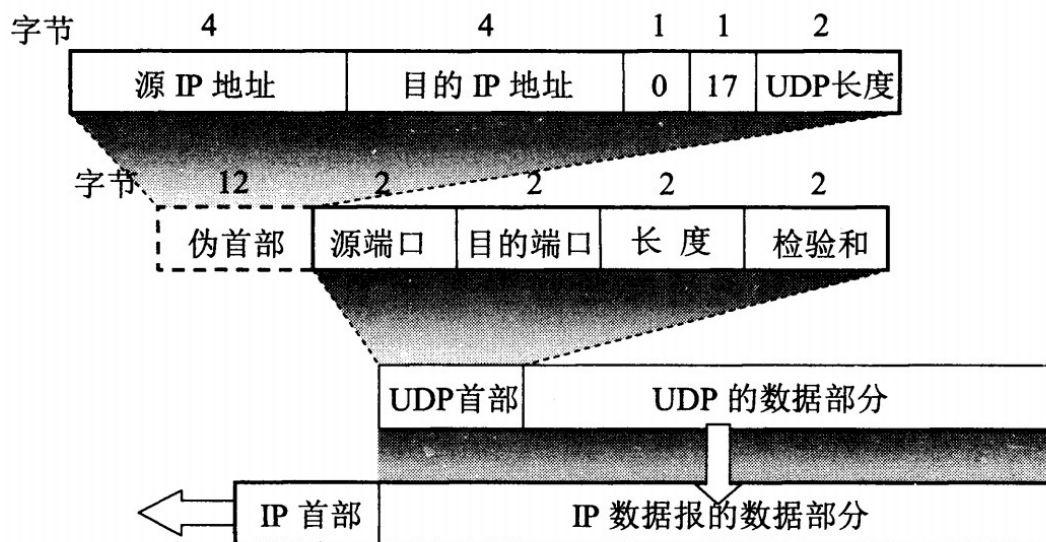 字节 4 4 1 1 2
源 IP 地址 目的 IP 地址 0 17 UDP长度
字节 12 2 2 2 2
伪首部 源端口 目的端口 长 度 检验和
UDP首部 UDP 的数据部分
IP 首部 IP 数据报的数据部分